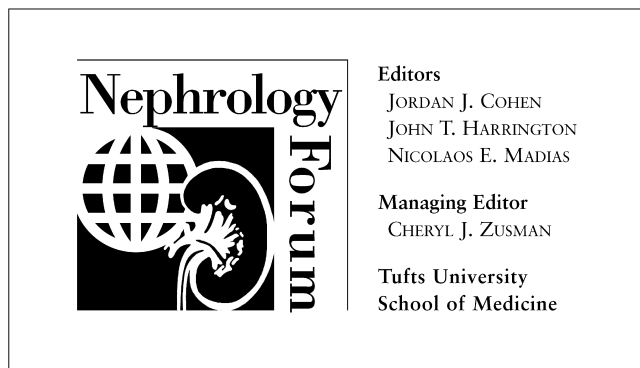 Nephrology
Forum
Editors
JORDAN J. COHEN
JOHN T. HARRINGTON
NICOLAOS E. MADIAS
Managing Editor
CHERYL J. ZUSMAN
Tufts University
School of Medicine